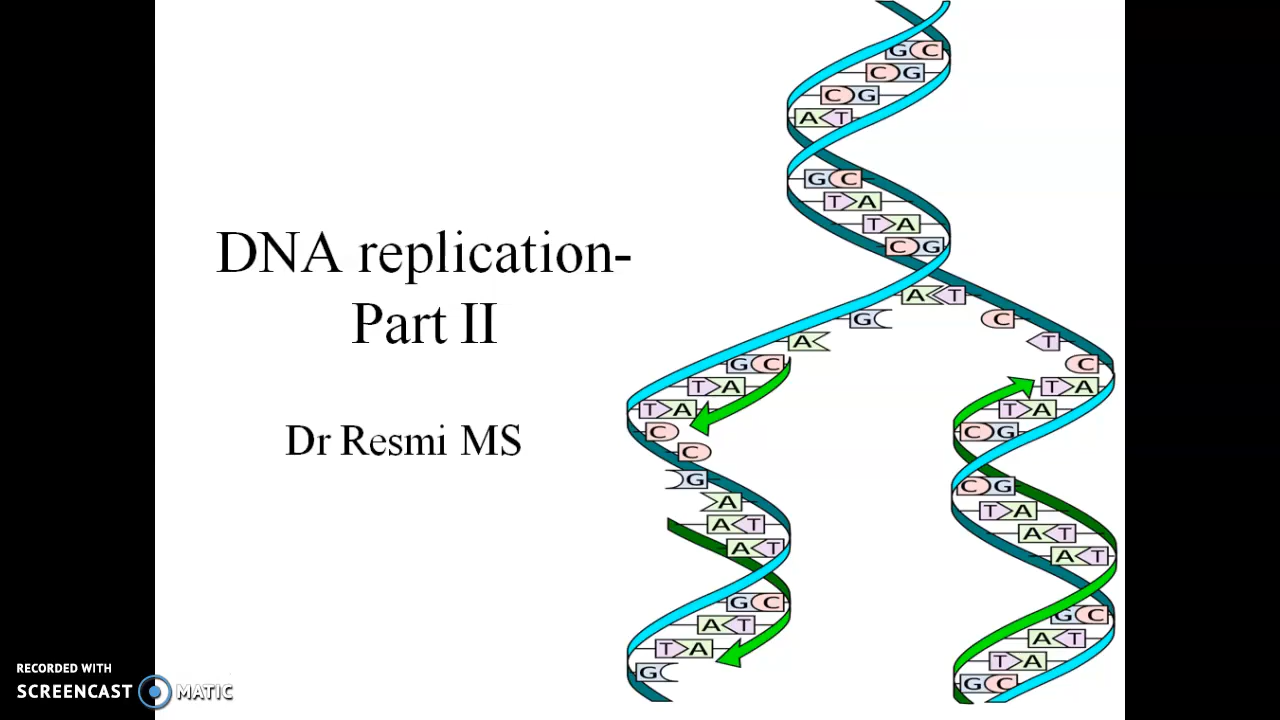 DNA replication-
Part II
Dr Resmi MS
G C
C G
C G
A T
G C
T A
T A
C G
A T
G C
A T
G C C
T A T A
T A T A
C C G
C
G C G
A T A
A T A T
A T A T
G C G C
A T A T
T A T A
G G C
RECORDED WITH
SCREENCAST MATIC